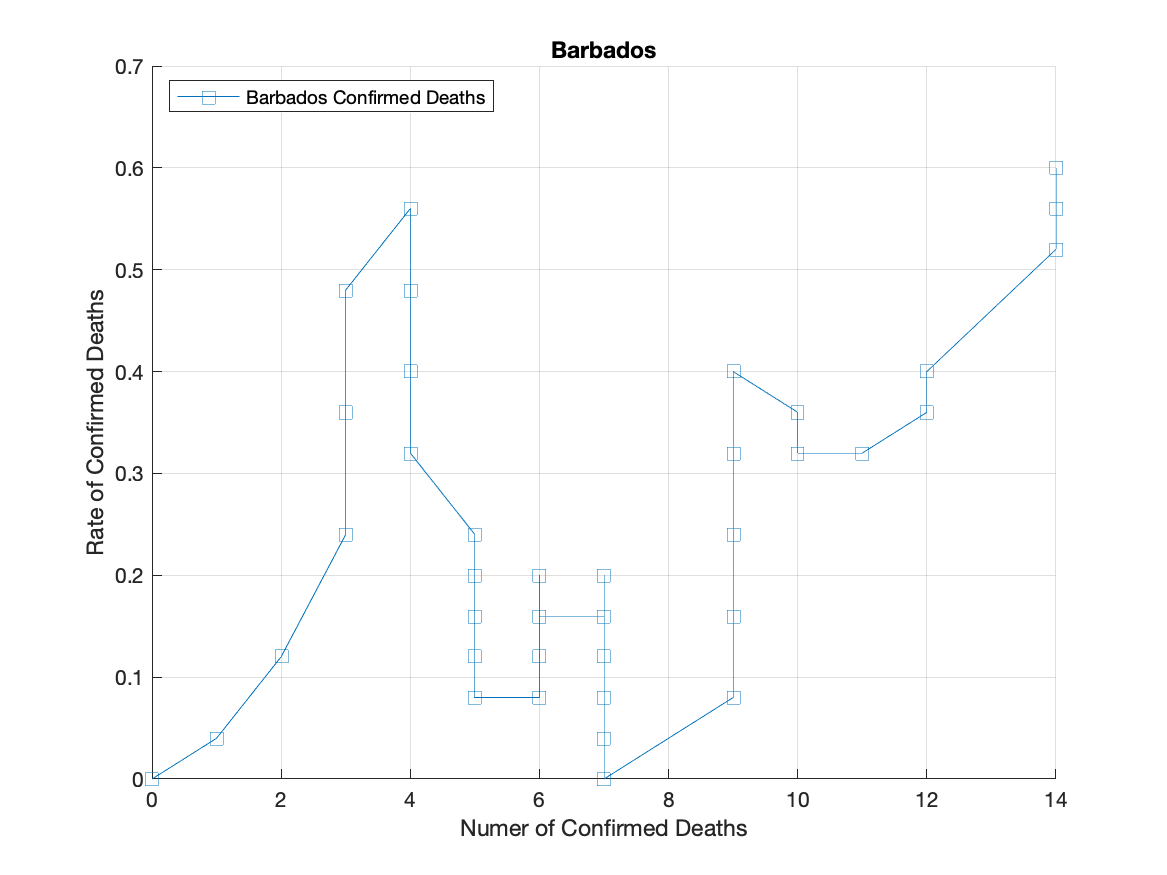 Barbados
Barbados Confirmed Deaths
0.7
0.6
0.5
0.4
0.3
0.2
0.1
0
Rate of Confirmed Deaths
0 2 4 6 8 10 12 14
Numer of Confirmed Deaths